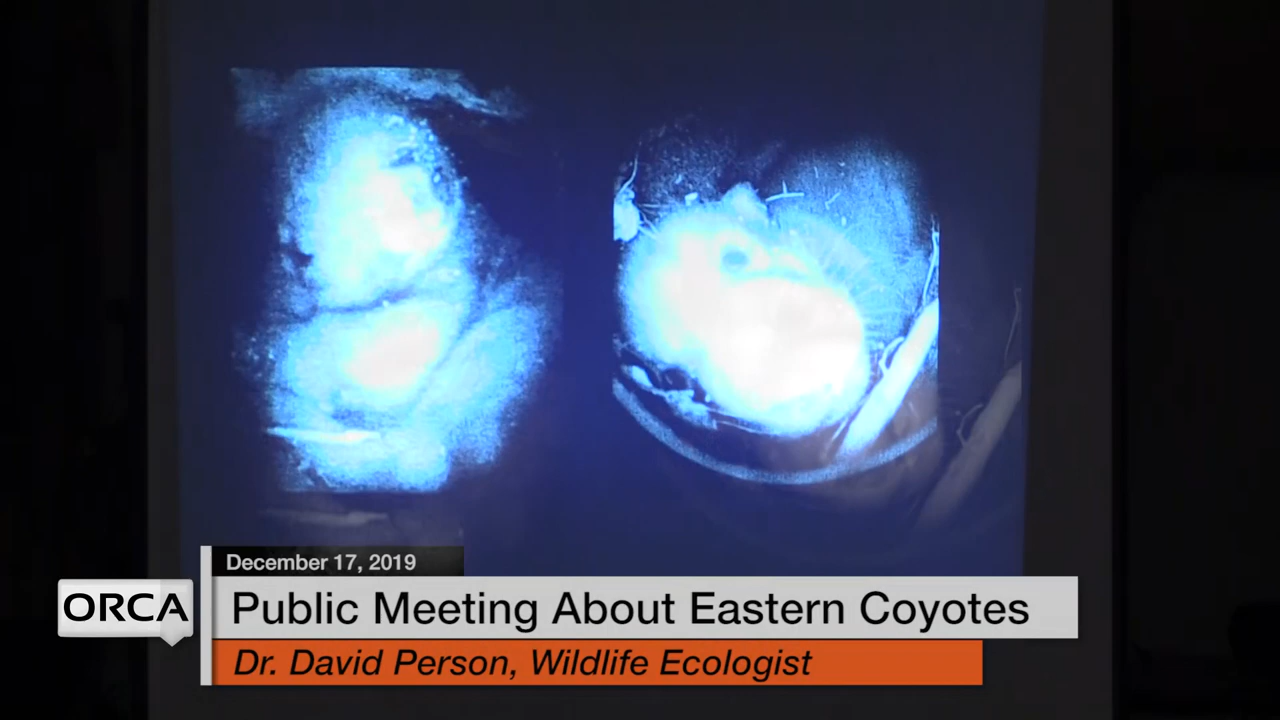 December 17, 2019
ORCA
Public Meeting About Eastern Coyotes
Dr. David Person, Wildlife Ecologist